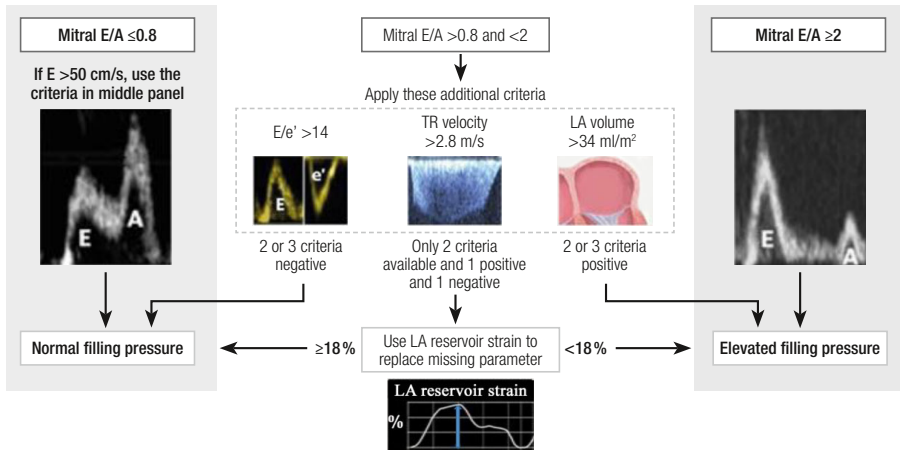 Mitral E/A ≤0.8
If E >50 cm/s, use the
criteria in middle panel
E
A
Mitral E/A >0.8 and <2
Apply these additional criteria
E/e' >14
E
e'
TR velocity
>2.8 m/s
LA volume
>34 ml/m²
2 or 3 criteria
negative
Only 2 criteria
available and 1 positive
and 1 negative
2 or 3 criteria
positive
Mitral E/A ≥2
E
A
Normal filling pressure
≥18%
Use LA reservoir strain to
replace missing parameter
<18%
Elevated filling pressure
LA reservoir strain
%